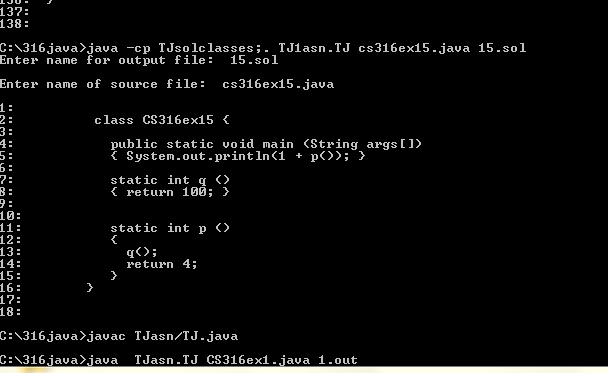 136: }
137:
138:
C:\316java>java -cp TJsolclasses;. TJ1asn.TJ cs316ex15.java 15.sol
Enter name for output file:  15.sol
Enter name of source file:  cs316ex15.java
1:
2:          class CS316ex15 {
3:
4:            public static void main (String args[])
5:            { System.out.println(1 + p()); }
6:
7:            static int q ()
8:            { return 100; }
9:
10:
11:            static int p ()
12:            {
13:              q();
14:              return 4;
15:            }
16:         }
17:
18:
C:\316java>javac TJasn/TJ.java
C:\316java>java  TJasn.TJ CS316ex1.java 1.out